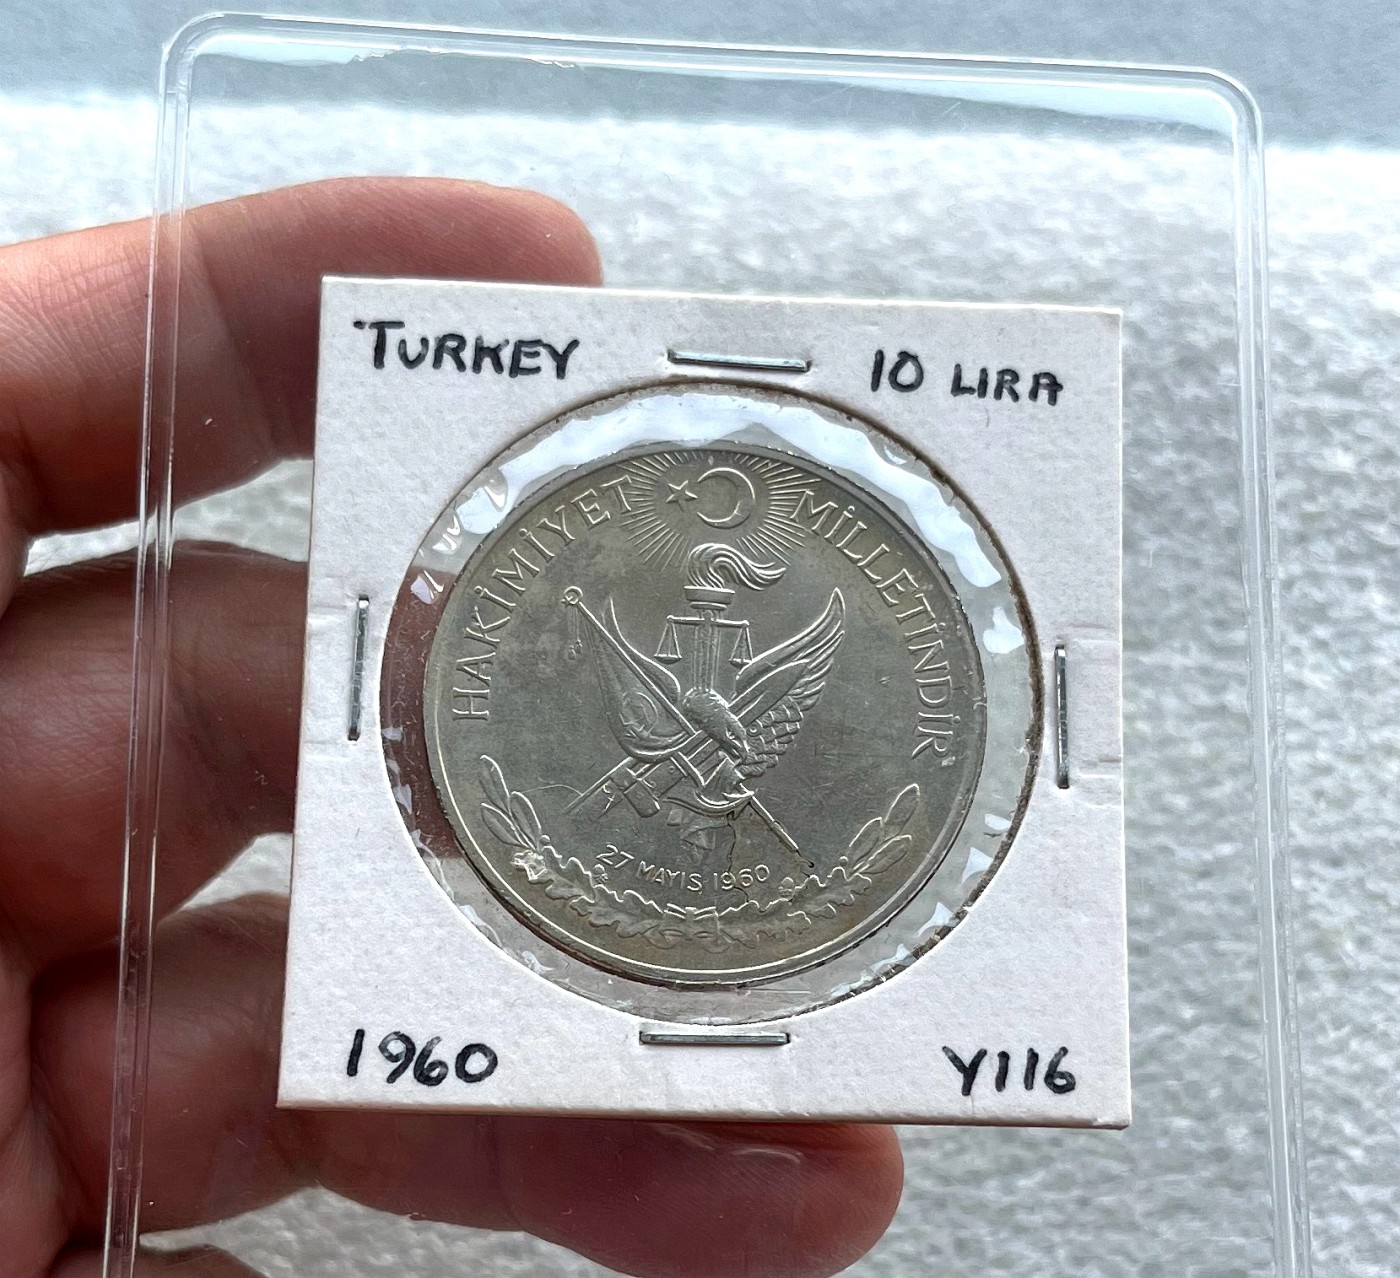 TURKEY
10 LIRA
HAKİMİYET MİLLETİNDİR
27 MAYIS 1960
1960
Y116